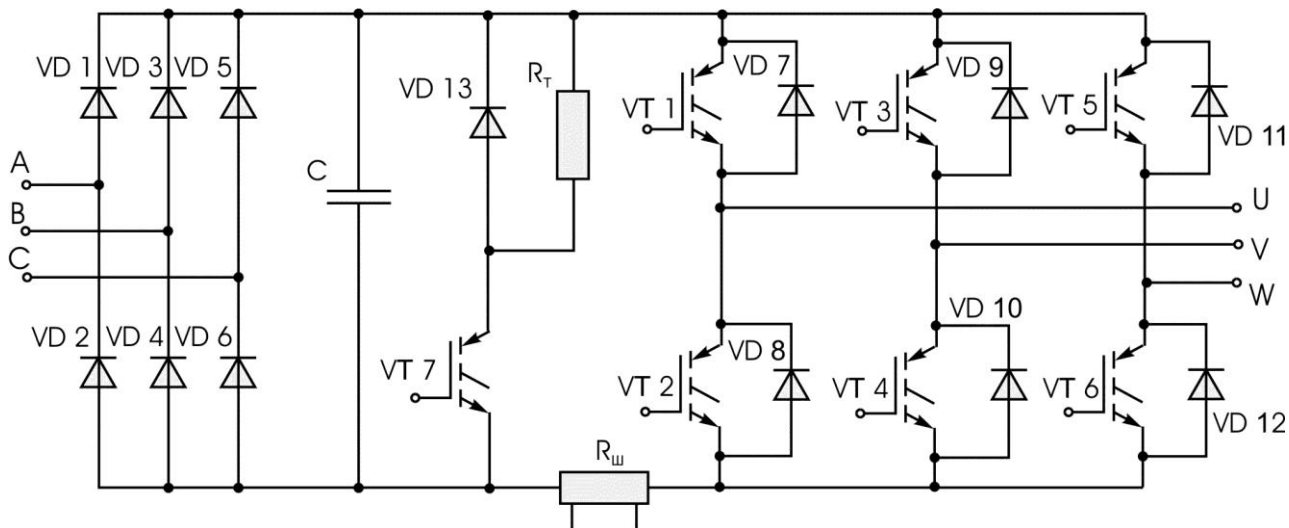 VD 1
VD 3
VD 5
VD 13
Rт
VT 1
VD 7
VT 3
VD 9
VT 5
VD 11
A
B
C
C
U
V
W
VD 2
VD 4
VD 6
VT 7
VT 2
VD 8
VT 4
VD 10
VT 6
VD 12
Rш